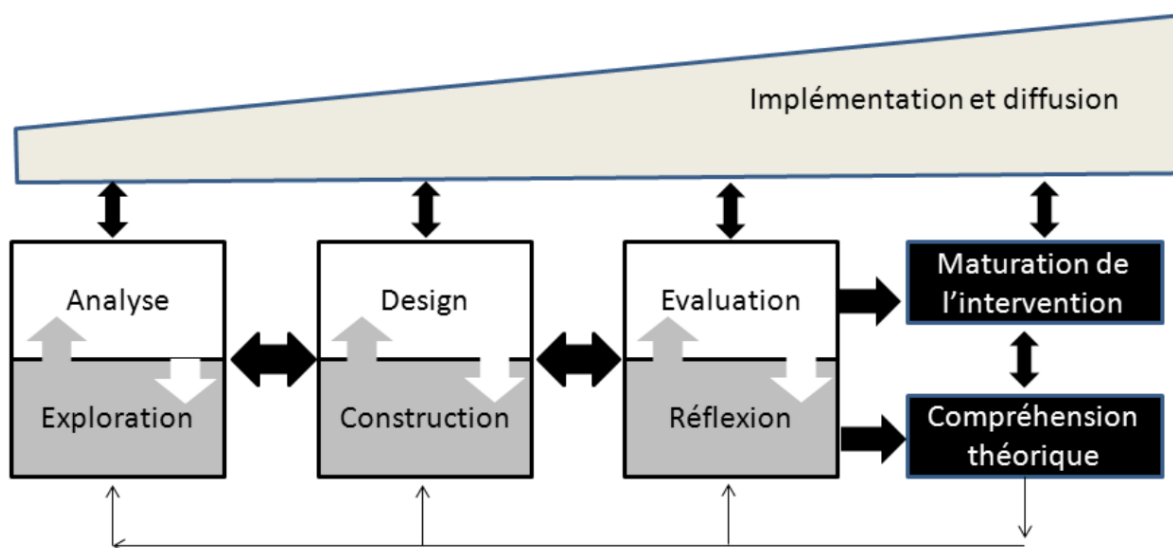 Implémentation et diffusion
Analyse
Exploration
Design
Construction
Evaluation
Réflexion
Maturation de
l'intervention
Compréhension
théorique